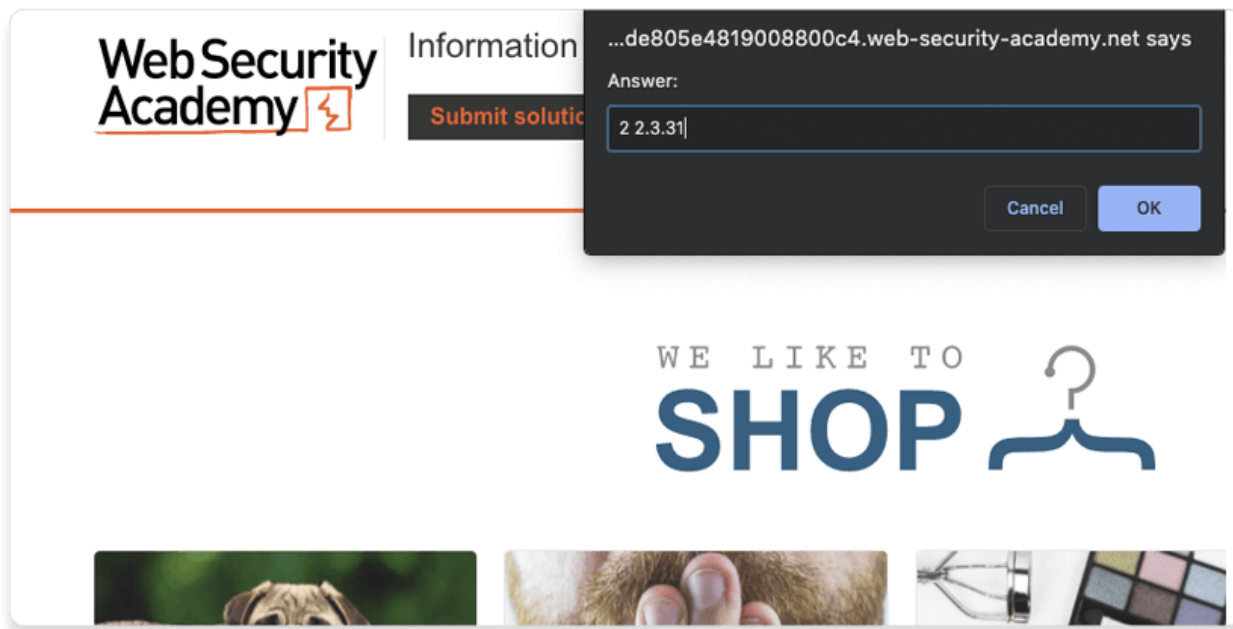 Web Security
Academy
Information
Submit solutio
...de805e4819008800c4.web-security-academy.net says
Answer:
2 2.3.31
Cancel
OK
WE LIKE TO
SHOP